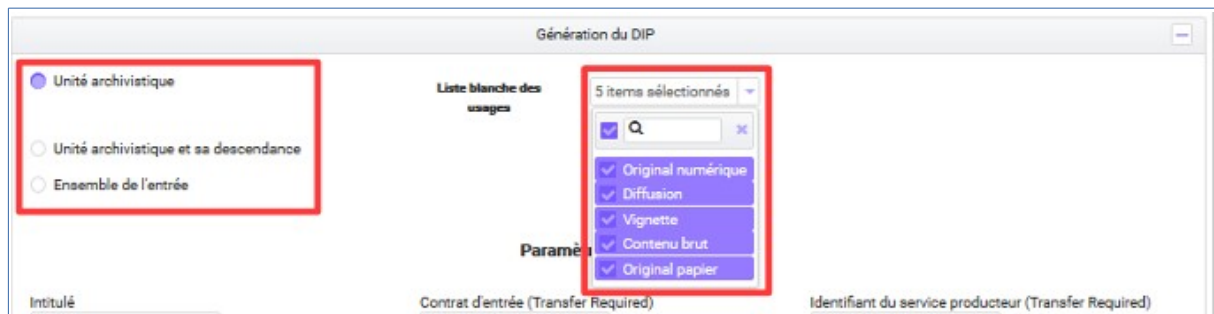 Génération du DIP
Unité archivistique
Liste blanche des
usages
5 items sélectionnés
Unité archivistique et sa descendance
Ensemble de l'entrée
Original numérique
Diffusion
Vignette
Contenu brut
Original papier
Intitulé
Contrat d'entrée (Transfer Required)
Identifiant du service producteur (Transfer Required)